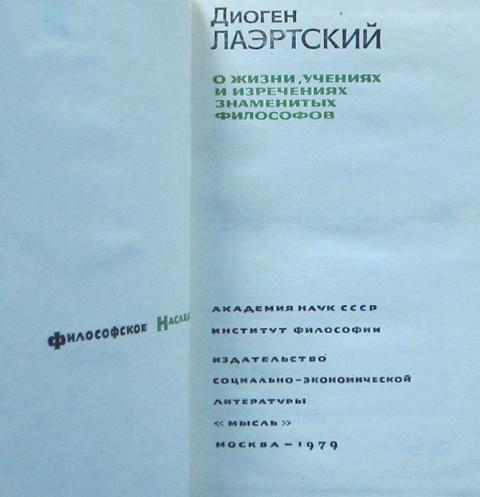 Диоген
ЛАЭРТСКИЙ
О ЖИЗНИ, УЧЕНИЯХ
И ИЗРЕЧЕНИЯХ
ЗНАМЕНИТЫХ
ФИЛОСОФОВ
Философское
АКАДЕМИЯ НАУК СССР
ИНСТИТУТ ФИЛОСОФИИ
ИЗДАТЕЛЬСТВО
СОЦИАЛЬНО-ЭКОНОМИЧЕСКОЙ
ЛИТЕРАТУРЫ
«МЫСЛЬ»
МОСКВА-1979